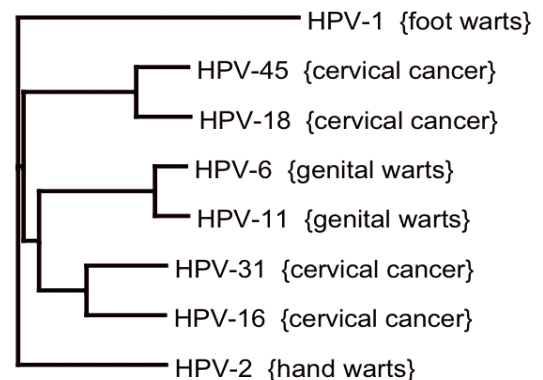 HPV-1 {foot warts}
HPV-45 {cervical cancer}
HPV-18 {cervical cancer}
HPV-6 {genital warts}
HPV-11 {genital warts}
HPV-31 {cervical cancer}
HPV-16 {cervical cancer}
HPV-2 {hand warts}